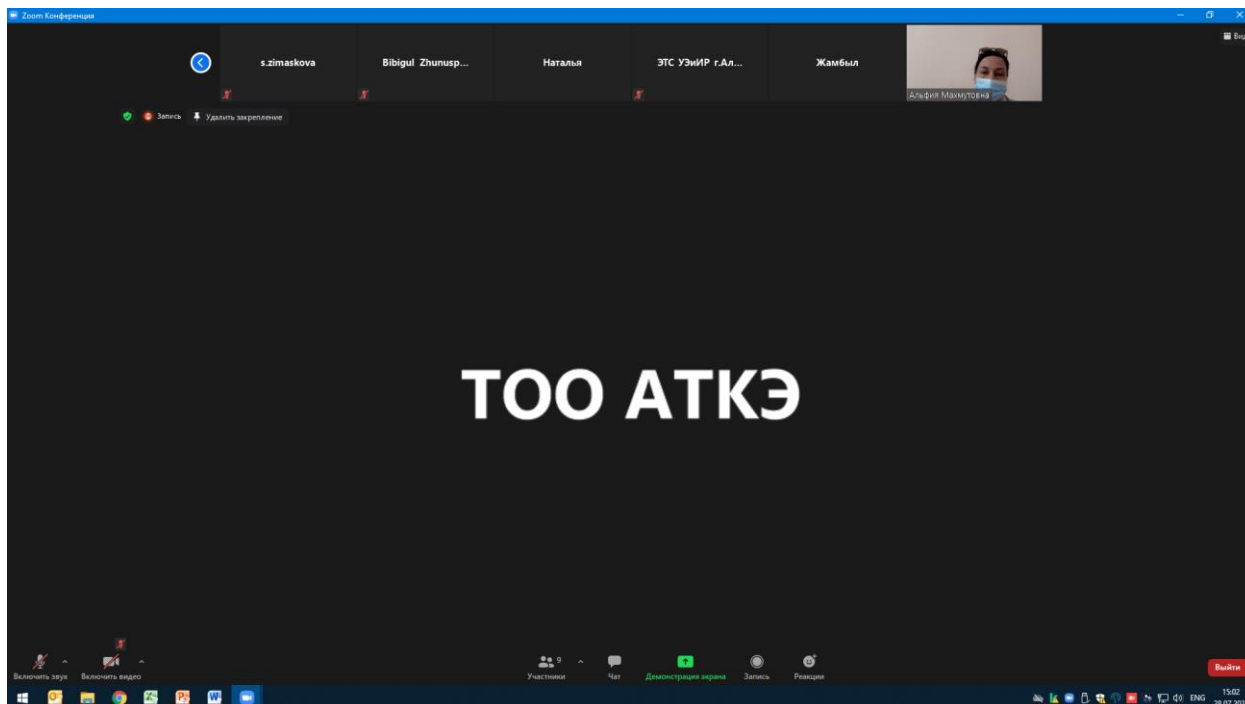 Zoom Конференция
s.zimaskova
Bibigul Zhunusp...
Наталья
ЭТС УЭиИР г.Ал...
Жамбыл
Альфия Махмутовна
Запись
Удалить закрепление
ТОО АТКЭ
Включить звук
Включить видео
9
Участники
Чат
Демонстрация экрана
Запись
Реакции
Выйти
ENG
15:02